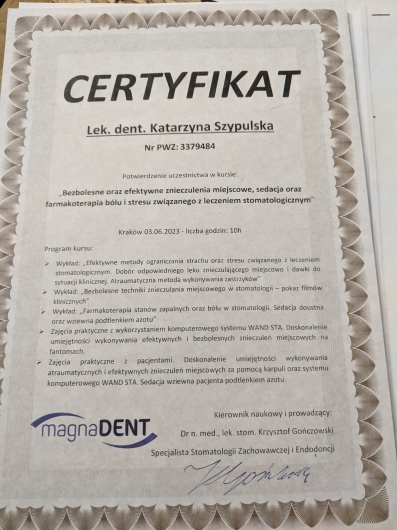 CERTYFIKAT
Lek. dent. Katarzyna Szypulska
Nr PWZ: 3379484
Potwierdzenie uczestnictwa w kursie:
„Bezbolesne oraz efektywne znieczulenia miejscowe, sedacja oraz
farmakoterapia bólu i stresu związanego z leczeniem stomatologicznym"
Kraków 03.06.2023 - liczba godzin: 10h
Program kursu:
➤ Wykład: „Efektywne metody ograniczania strachu oraz stresu związanego z leczeniem
stomatologicznym. Dobór odpowiedniego leku znieczulającego miejscowo i dawki do
sytuacji klinicznej. Atraumatyczna metoda wykonywania zastrzyków"
➤ Wykład: „Bezbolesne techniki znieczulania miejscowego w stomatologii – pokaz filmów
klinicznych"
➤ Wykład: „Farmakoterapia stanów zapalnych oraz bólu w stomatologii. Sedacja doustna
oraz wziewna podtlenkiem azotu"
➤ Zajęcia praktyczne z wykorzystaniem komputerowego systemu WAND STA. Doskonalenie
umiejętności wykonywania efektywnych i bezbolesnych znieczuleń miejscowych na
fantomach.
➤ Zajęcia praktyczne z pacjentami. Doskonalenie umiejętności wykonywania
atraumatycznych i efektywnych znieczuleń miejscowych za pomocą karpuli oraz systemu
komputerowego WAND STA. Sedacja wziewna pacjenta podtlenkiem azotu.
Kierownik naukowy i prowadzący:
magnaDENT
Dr n. med., lek. stom. Krzysztof Gończowski
Specjalista Stomatologii Zachowawczej i Endodoncji